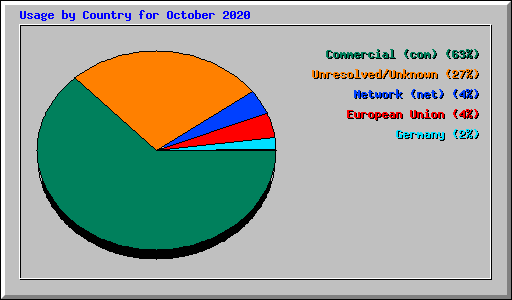 Usage by Country for October 2020
Commercial (com) (63%)
Unresolved/Unknown (27%)
Network (net) (4%)
European Union (4%)
Germany (2%)